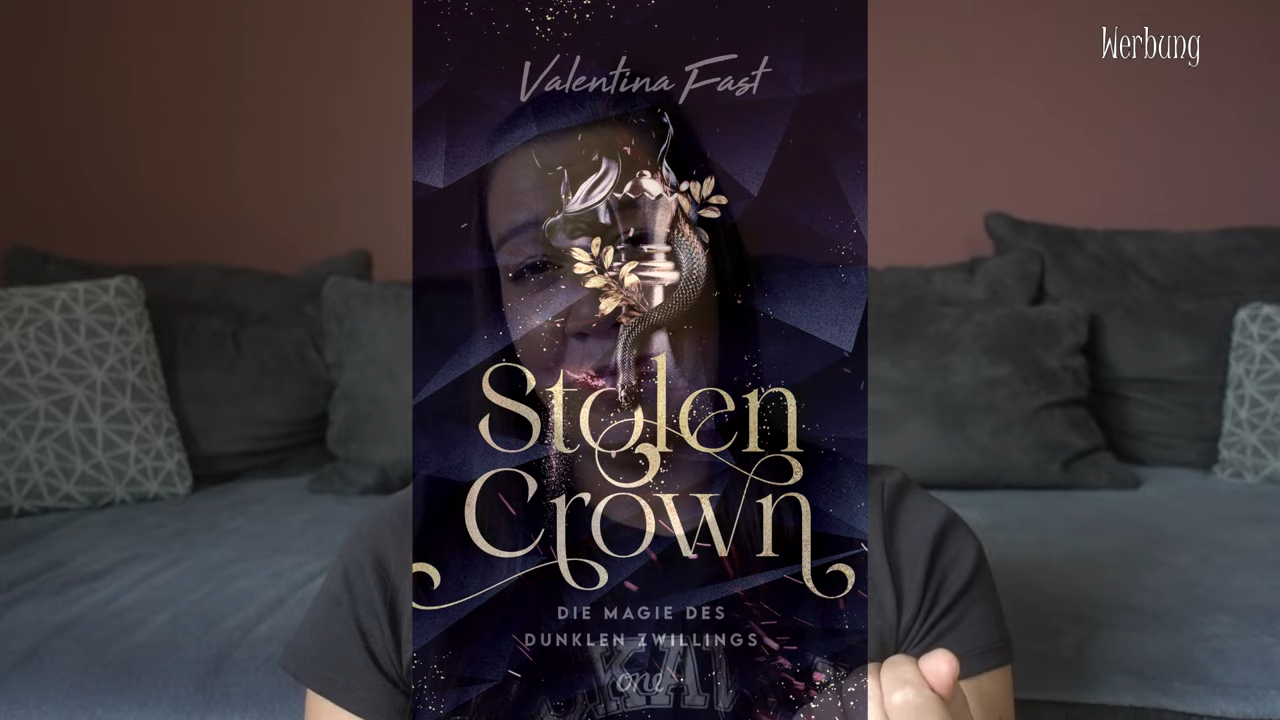 Werbung
Valentina Fast
Stolen
Crown
DIE MAGIE DES
DUNKLEN ZWILLINGS
one